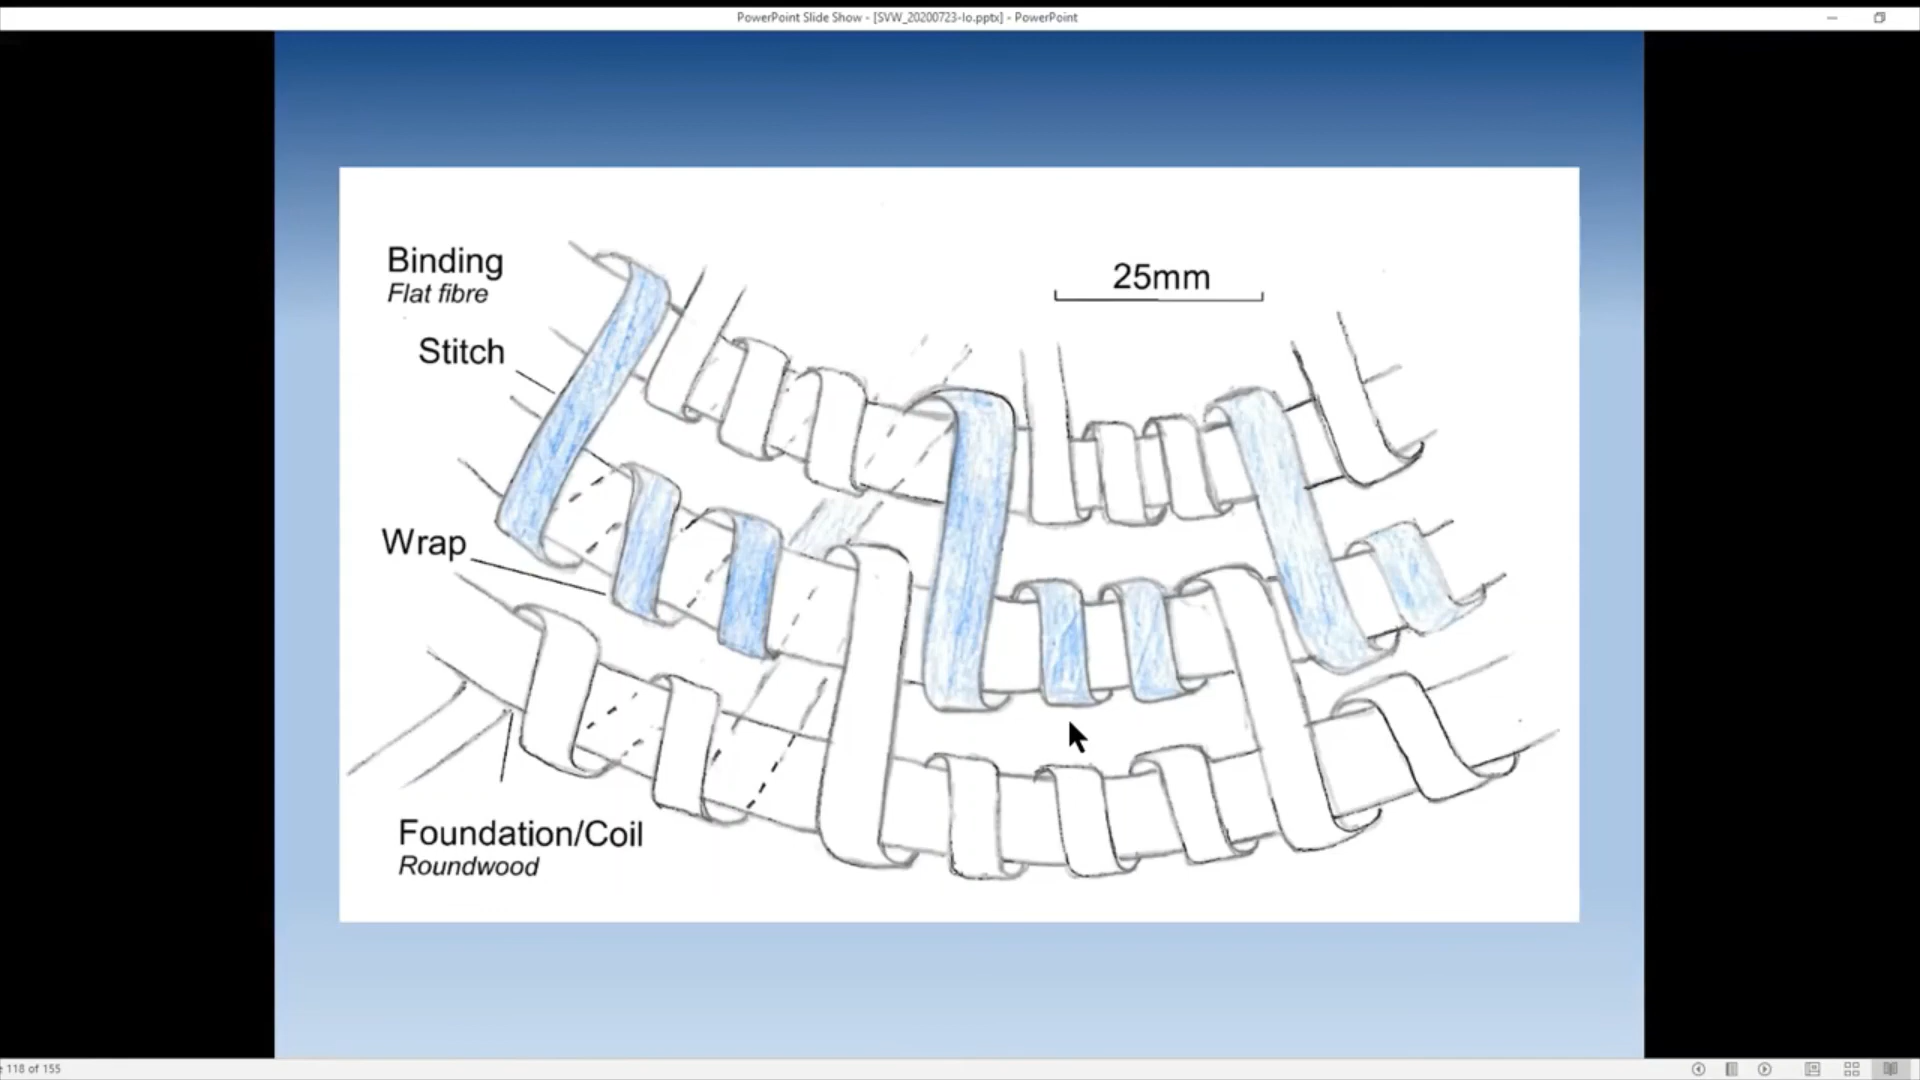 PowerPoint Slide Show - [SVW_20200723-lo.pptx] - PowerPoint
Binding
Flat fibre
25mm
Stitch
Wrap
Foundation/Coil
Roundwood
118 of 155